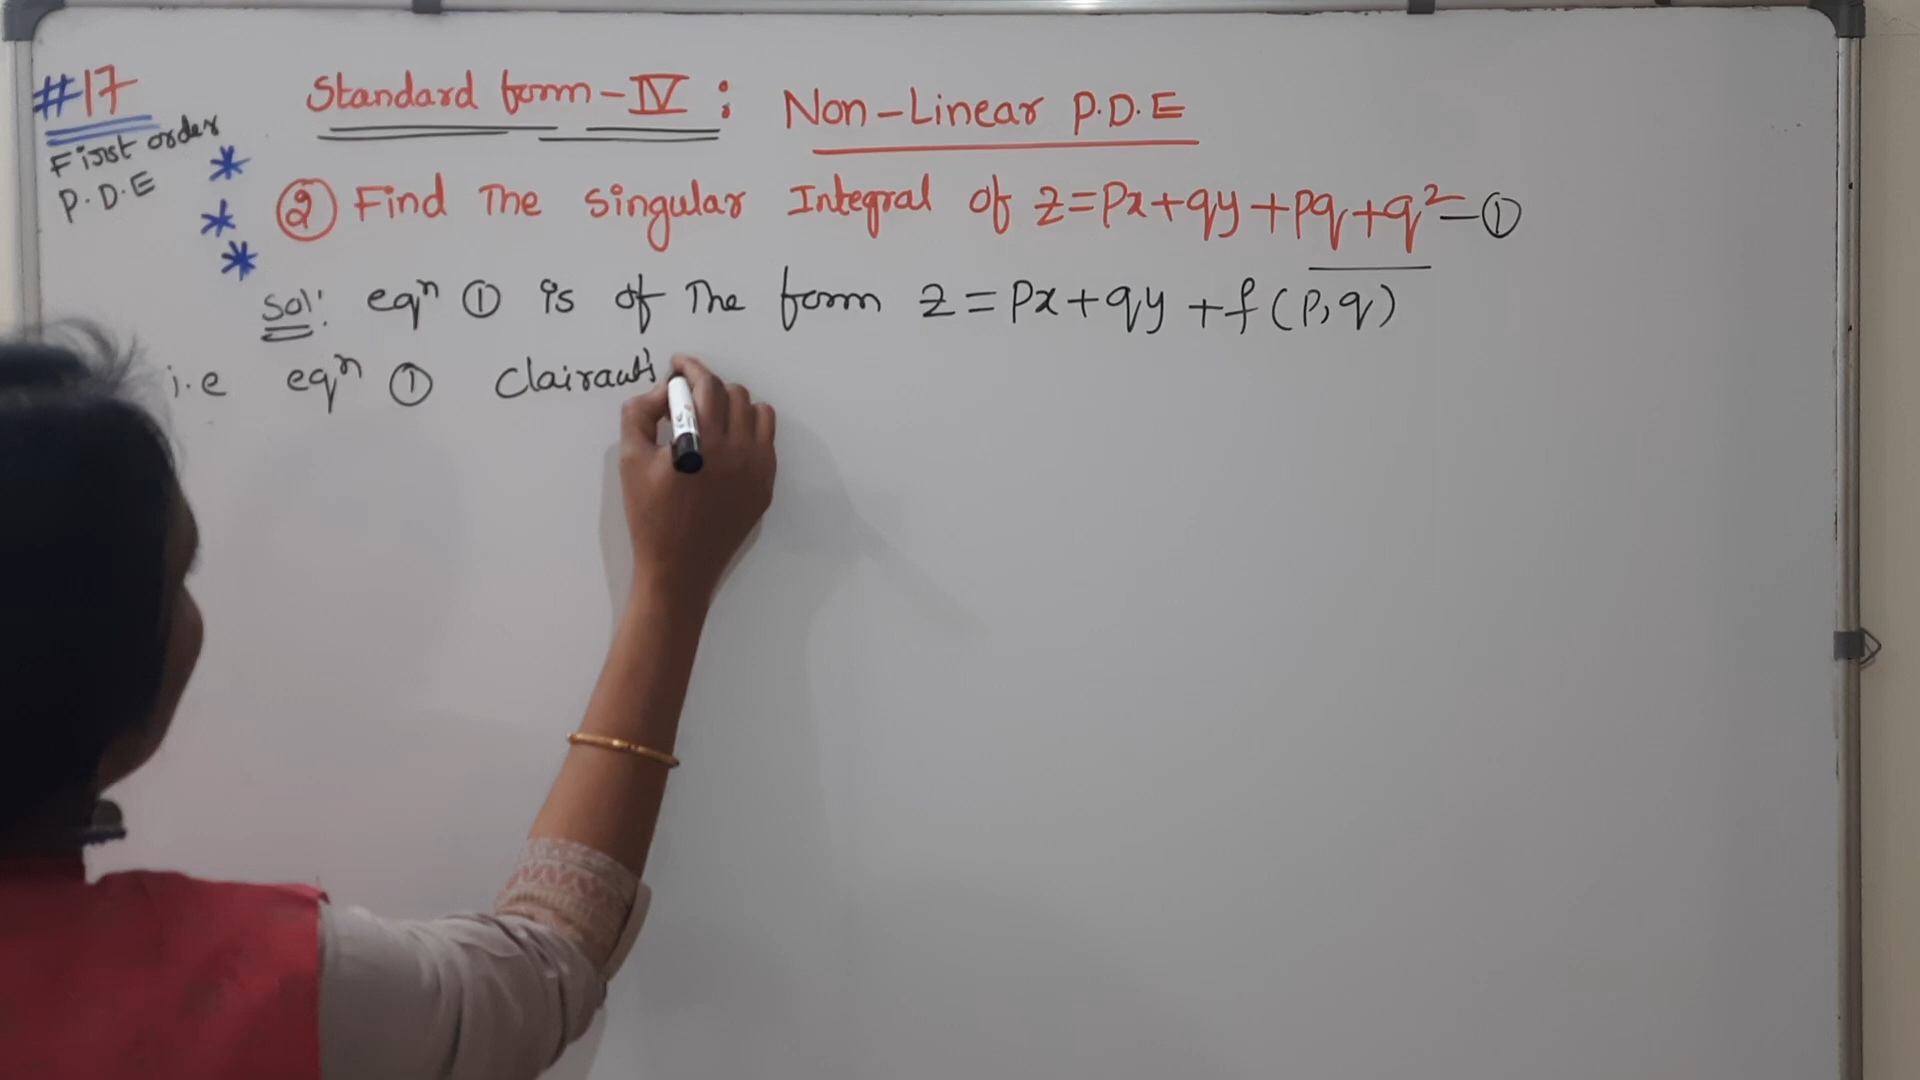 #17
First order
P.D.E
Standard form-IV : Non-Linear P.D.E
② Find The Singular Integral of z=px+qy+pq+q²-①
Sol: eqⁿ ① is of The form z=px+qy+f(p,q)
i.e eqⁿ ① clairaut's